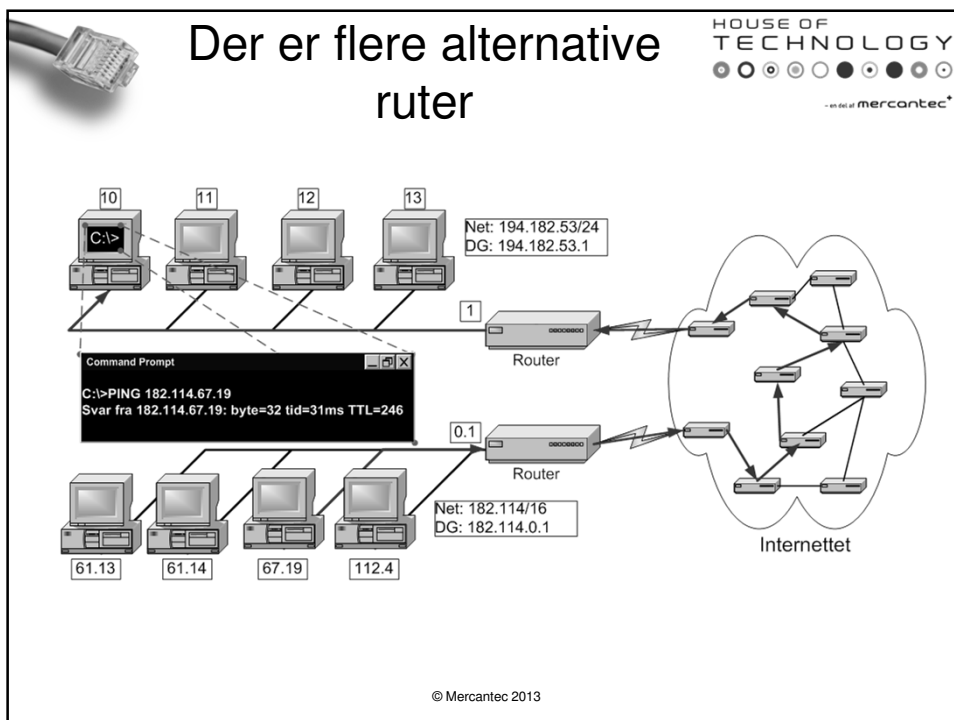 Der er flere alternative
ruter
HOUSE OF
TECHNOLOGY
- en del af mercantec+
10
11
12
13
C:\>
Net: 194.182.53/24
DG: 194.182.53.1
1
Router
Command Prompt
C:\>PING 182.114.67.19
Svar fra 182.114.67.19: byte=32 tid=31ms TTL=246
0.1
Router
Net: 182.114/16
DG: 182.114.0.1
Internettet
61.13
61.14
67.19
112.4
© Mercantec 2013